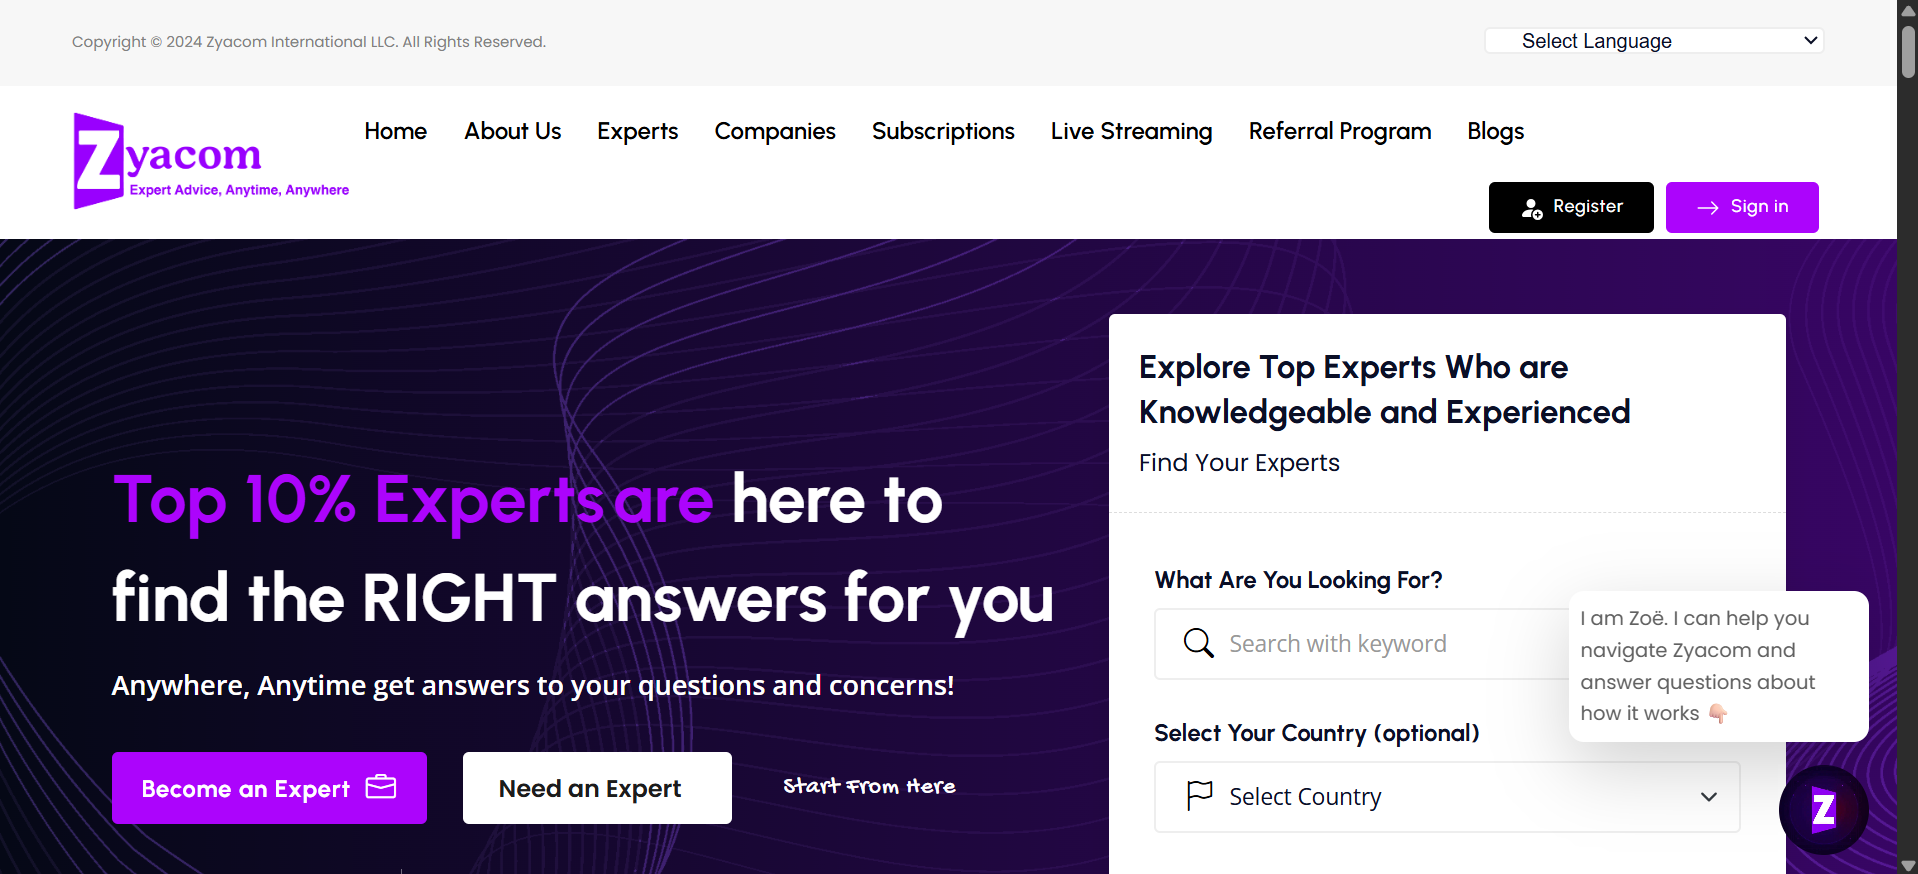 Copyright © 2024 Zyacom International LLC. All Rights Reserved.
Select Language
Zyacom
Expert Advice, Anytime, Anywhere
Home
About Us
Experts
Companies
Subscriptions
Live Streaming
Referral Program
Blogs
Register
Sign in
Top 10% Experts are here to
find the RIGHT answers for you
Anywhere, Anytime get answers to your questions and concerns!
Become an Expert
Need an Expert
Start From Here
Explore Top Experts Who are
Knowledgeable and Experienced
Find Your Experts
What Are You Looking For?
Search with keyword
Select Your Country (optional)
Select Country
I am Zoë. I can help you
navigate Zyacom and
answer questions about
how it works
Z